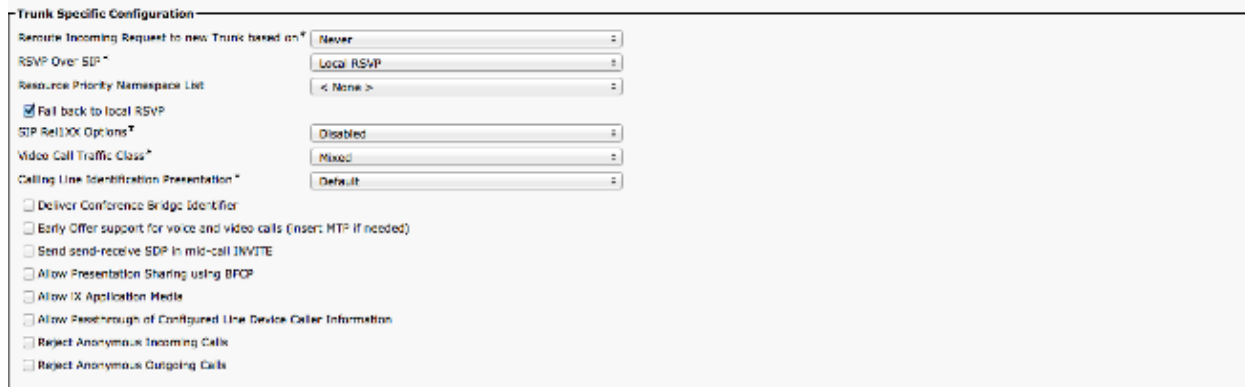 Trunk Specific Configuration
Reroute Incoming Request to new Trunk based on* Never
RSVP Over SIP* Local RSVP
Resource Priority Namespace List < None >
Fall back to local RSVP
SIP Rel1XX Options* Disabled
Video Call Traffic Class* Mixed
Calling Line Identification Presentation* Default
Deliver Conference Bridge Identifier
Early Offer support for voice and video calls (insert MTP if needed)
Send send-receive SDP in mid-call INVITE
Allow Presentation Sharing using BFCP
Allow iX Application Media
Allow Passthrough of Configured Line Device Caller Information
Reject Anonymous Incoming Calls
Reject Anonymous Outgoing Calls